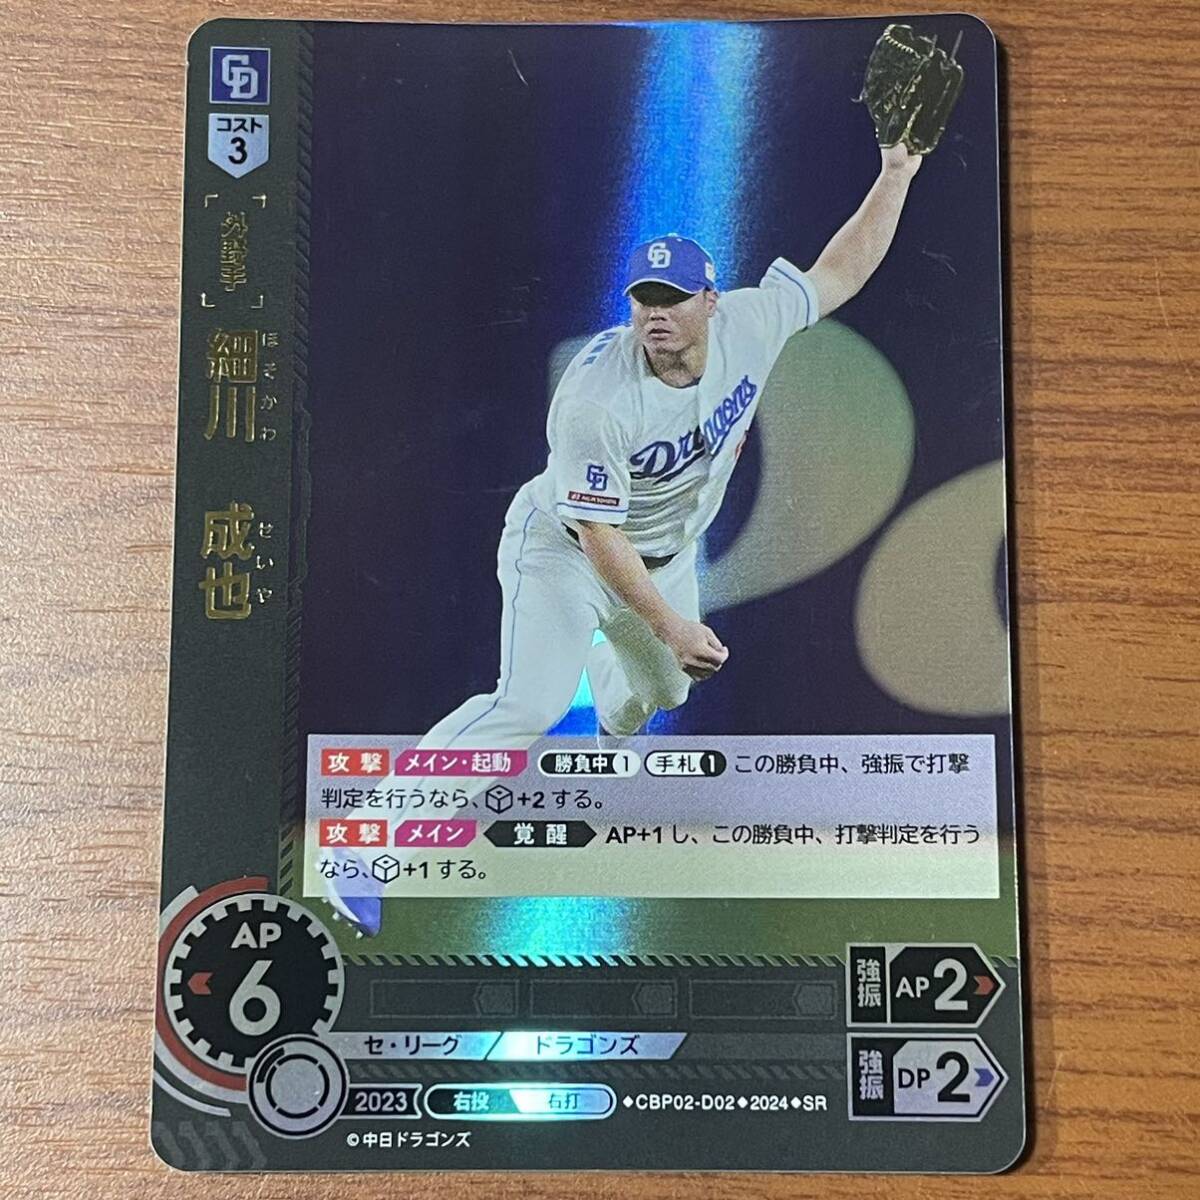 CD
コスト
3
外野手
細川 成也
ほそかわ せいや
CD
Dragons
CD
攻撃 メイン・起動 勝負中 1 手札 1 この勝負中、強振で打撃
判定を行うなら、+2 する。
攻撃 メイン 覚醒 AP+1 し、この勝負中、打撃判定を行う
なら、+1 する。
AP
6
強振 AP 2
セ・リーグ ドラゴンズ
強振 DP 2
2023 右投 右打 ◆CBP02-D02◆2024◆SR
©中日ドラゴンズ